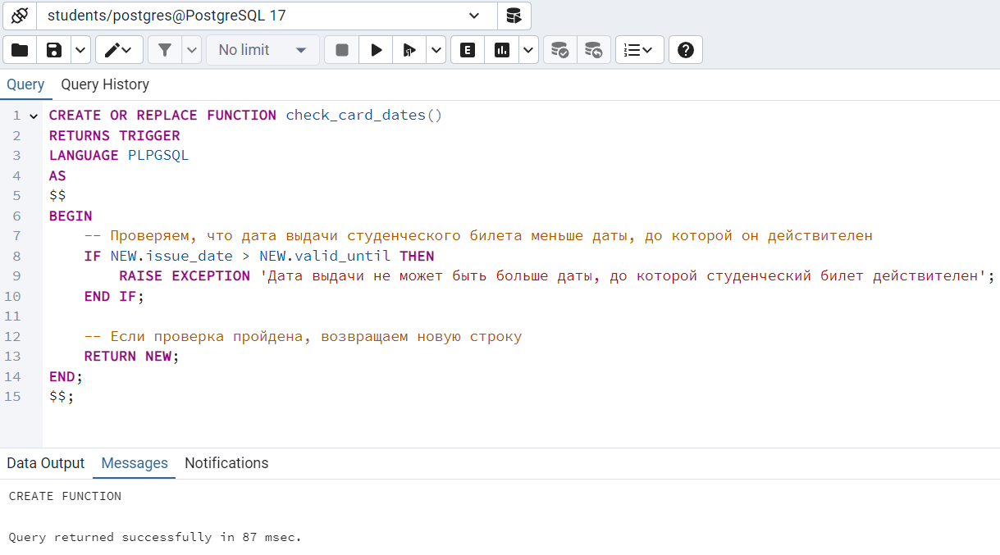 students/postgres@PostgreSQL 17
No limit
E
Query Query History
1 CREATE OR REPLACE FUNCTION check_card_dates()
2 RETURNS TRIGGER
3 LANGUAGE PLPGSQL
4 AS
5 $$
6 BEGIN
7 -- Проверяем, что дата выдачи студенческого билета меньше даты, до которой он действителен
8 IF NEW.issue_date > NEW.valid_until THEN
9 RAISE EXCEPTION 'Дата выдачи не может быть больше даты, до которой студенческий билет действителен';
10 END IF;
11
12 -- Если проверка пройдена, возвращаем новую строку
13 RETURN NEW;
14 END;
15 $$;
Data Output Messages Notifications
CREATE FUNCTION
Query returned successfully in 87 msec.